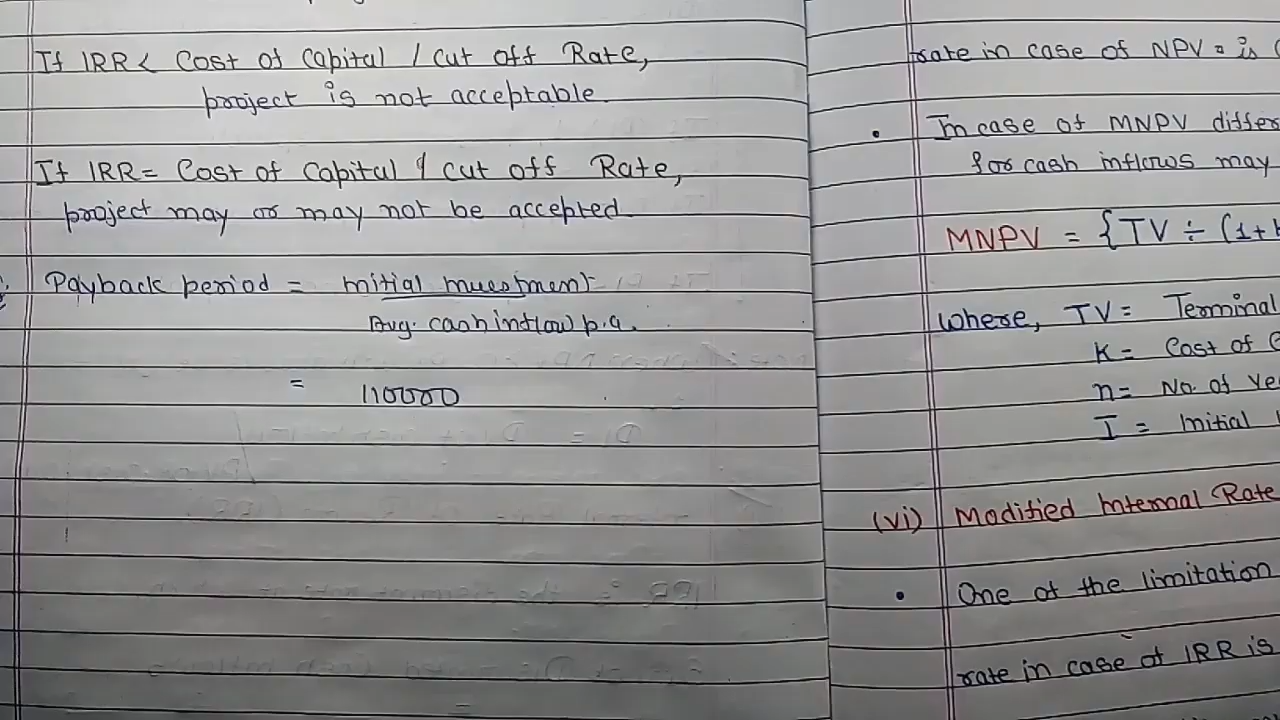 If IRR < Cost of Capital / Cut off Rate,
project is not acceptable.
If IRR = Cost of Capital / cut off Rate,
project may or may not be accepted.
Payback period = Initial Investment
Avg. cash inflow p.a.
= 110000
rate in case of NPV = is
In case of MNPV differ
for cash inflows may
MNPV = {TV ÷ (1+k
where, TV = Terminal
K = Cost of C
n = No. of Ye
I = Initial
(vi) Modified Internal Rate
One of the limitation
rate in case of IRR is